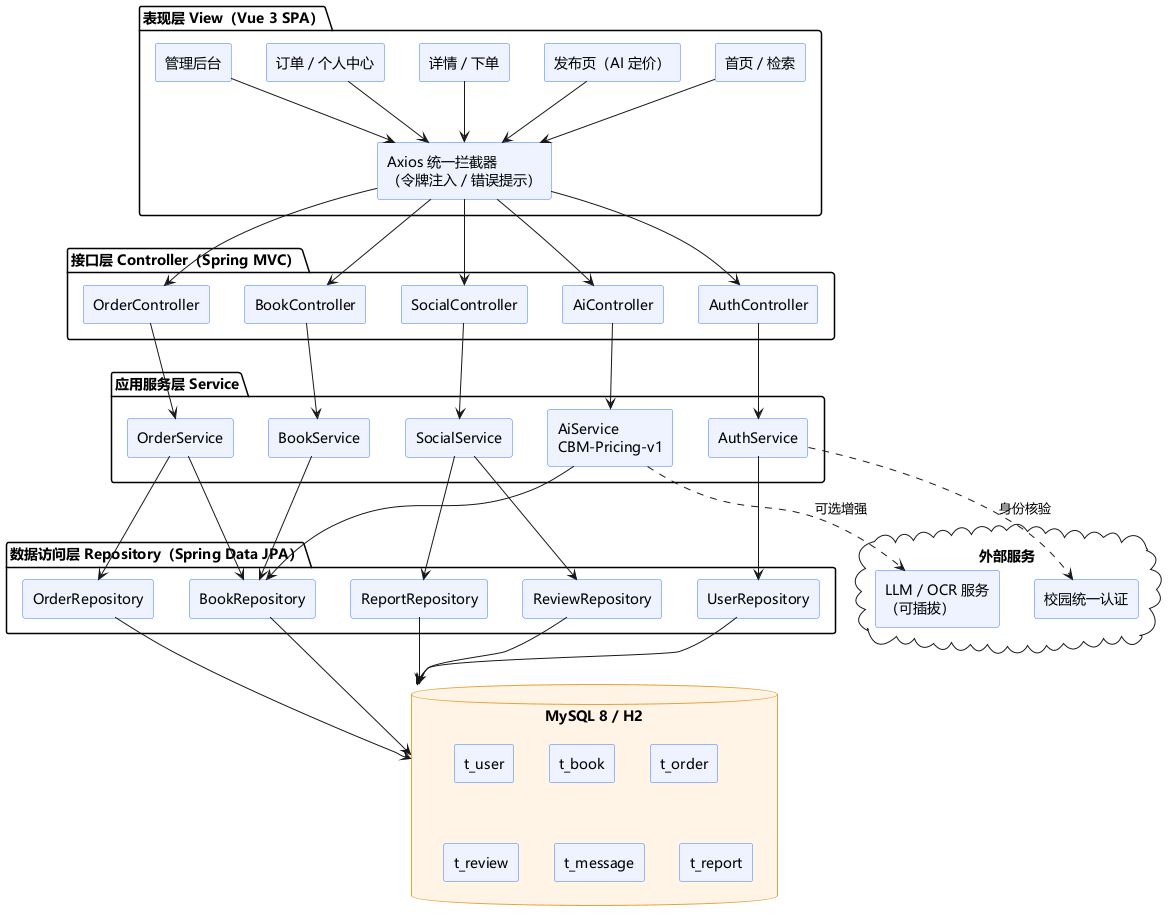 表现层 View（Vue 3 SPA）
管理后台
订单 / 个人中心
详情 / 下单
发布页（AI 定价）
首页 / 检索
Axios 统一拦截器
（令牌注入 / 错误提示）
接口层 Controller（Spring MVC）
OrderController
BookController
SocialController
AiController
AuthController
应用服务层 Service
OrderService
BookService
SocialService
AiService
CBM-Pricing-v1
AuthService
可选增强
身份核验
数据访问层 Repository（Spring Data JPA）
OrderRepository
BookRepository
ReportRepository
ReviewRepository
UserRepository
外部服务
LLM / OCR 服务
（可插拔）
校园统一认证
MySQL 8 / H2
t_user
t_book
t_order
t_review
t_message
t_report